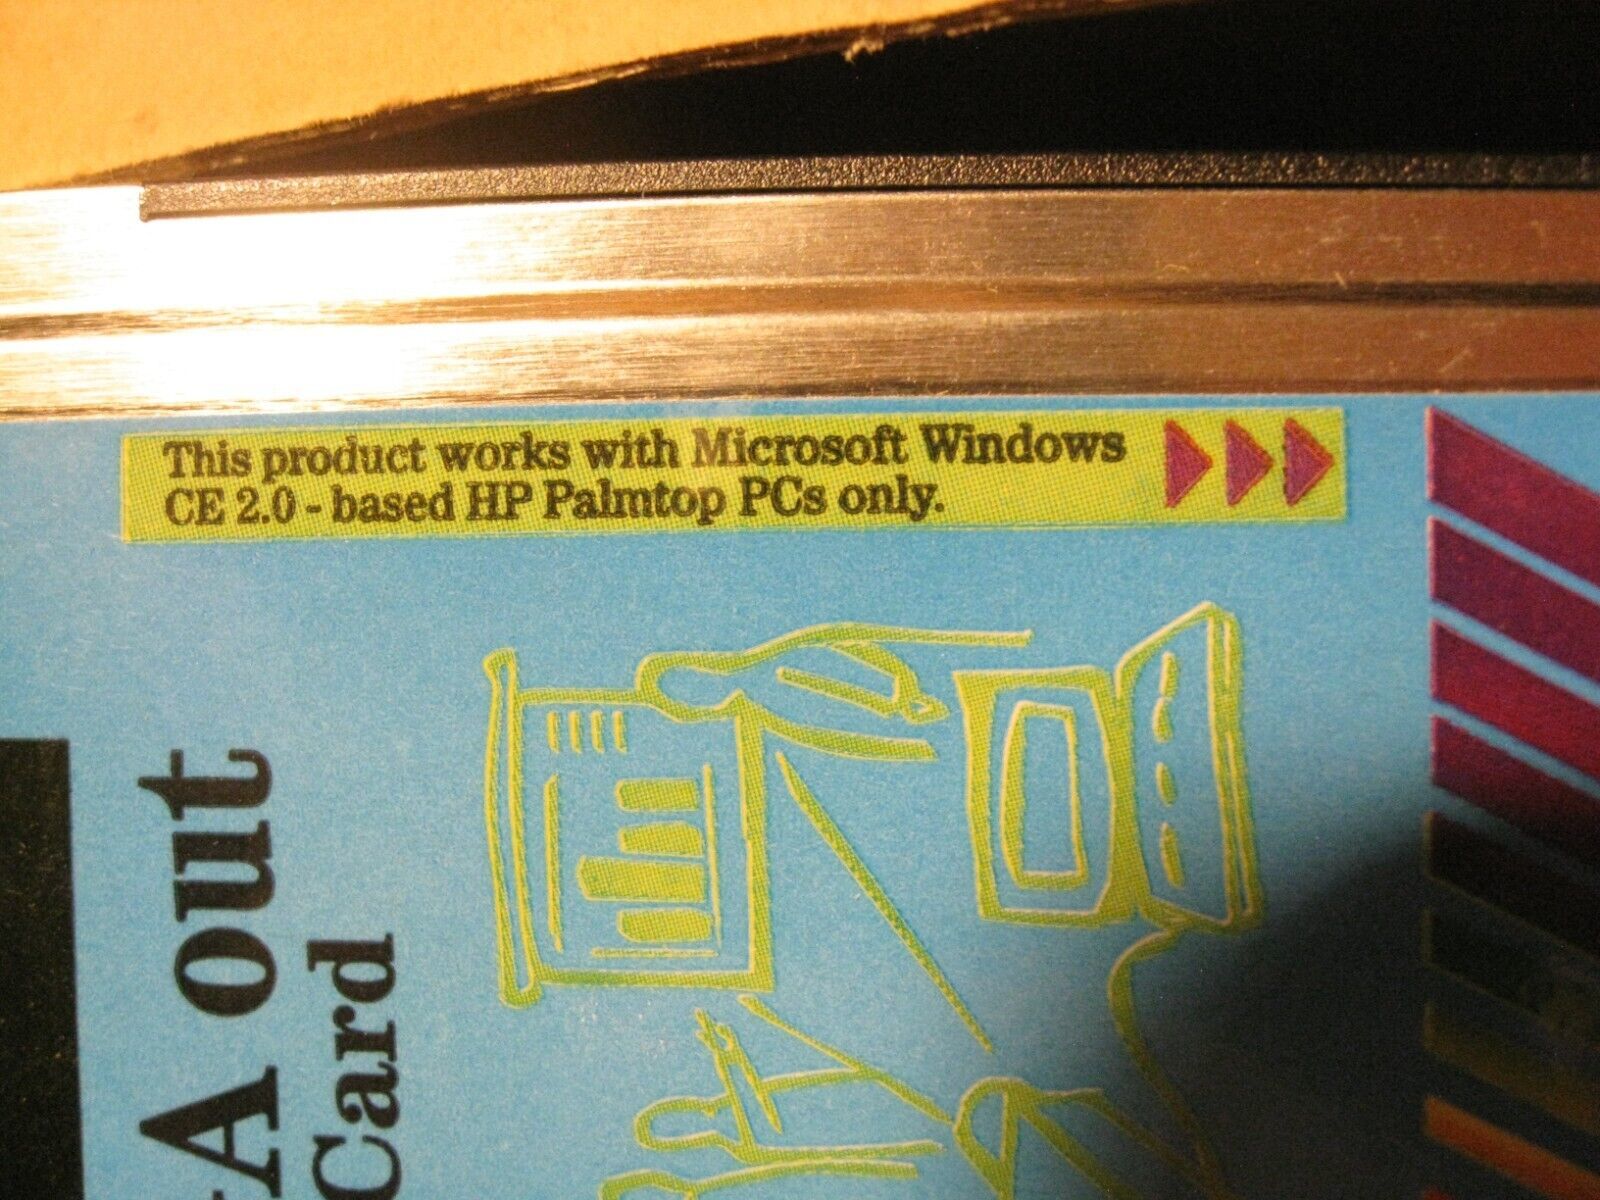 This product works with Microsoft Windows
CE 2.0 - based HP Palmtop PCs only.
A out
Card